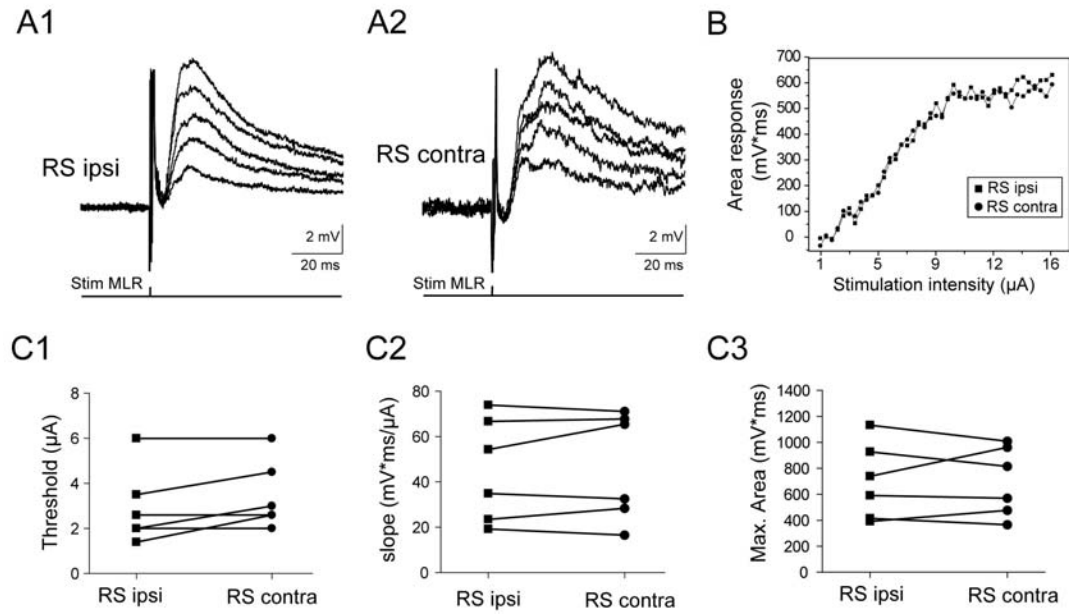 A1
RS ipsi
2 mV
20 ms
Stim MLR
A2
RS contra
2 mV
20 ms
Stim MLR
B
Area response
(mV*ms)
700
600
500
400
300
200
100
0
RS ipsi
RS contra
1 5 9 12 16
Stimulation intensity (µA)
C1
Threshold (µA)
8
6
4
2
0
RS ipsi RS contra
C2
slope (mV*ms/µA)
80
60
40
20
0
RS ipsi RS contra
C3
Max. Area (mV*ms)
1400
1200
1000
800
600
400
200
0
RS ipsi RS contra